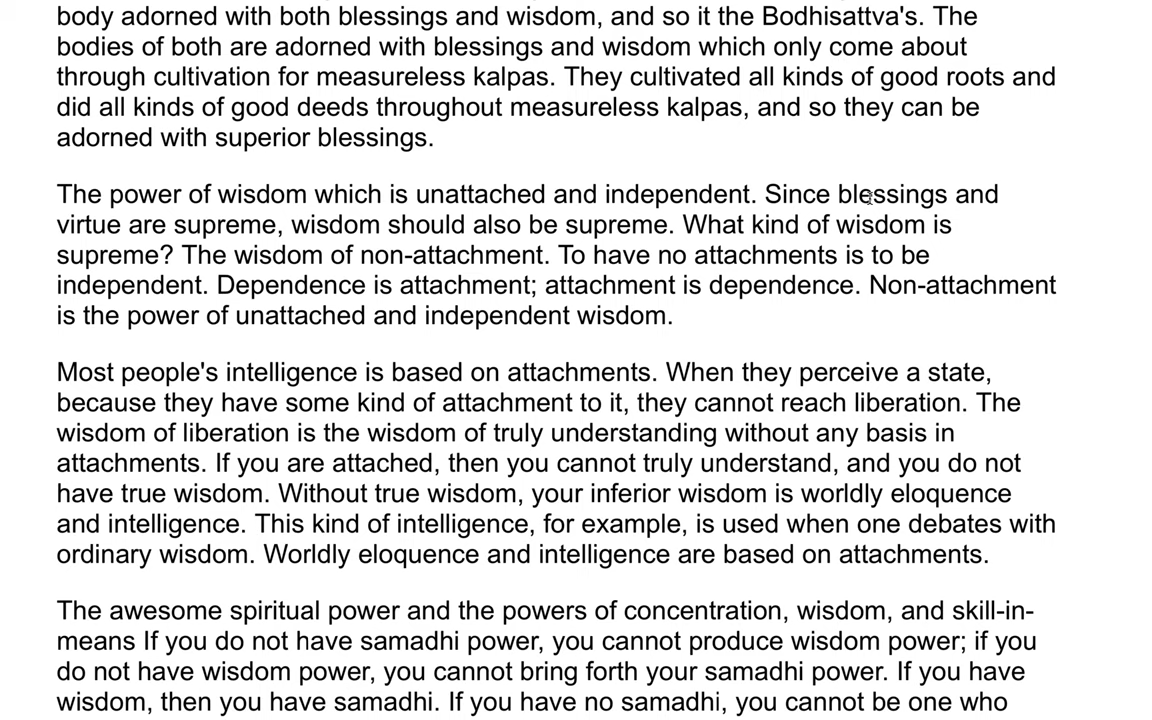 body adorned with both blessings and wisdom, and so it the Bodhisattva's. The
bodies of both are adorned with blessings and wisdom which only come about
through cultivation for measureless kalpas. They cultivated all kinds of good roots and
did all kinds of good deeds throughout measureless kalpas, and so they can be
adorned with superior blessings.
The power of wisdom which is unattached and independent. Since blessings and
virtue are supreme, wisdom should also be supreme. What kind of wisdom is
supreme? The wisdom of non-attachment. To have no attachments is to be
independent. Dependence is attachment; attachment is dependence. Non-attachment
is the power of unattached and independent wisdom.
Most people's intelligence is based on attachments. When they perceive a state,
because they have some kind of attachment to it, they cannot reach liberation. The
wisdom of liberation is the wisdom of truly understanding without any basis in
attachments. If you are attached, then you cannot truly understand, and you do not
have true wisdom. Without true wisdom, your inferior wisdom is worldly eloquence
and intelligence. This kind of intelligence, for example, is used when one debates with
ordinary wisdom. Worldly eloquence and intelligence are based on attachments.
The awesome spiritual power and the powers of concentration, wisdom, and skill-in-
means If you do not have samadhi power, you cannot produce wisdom power; if you
do not have wisdom power, you cannot bring forth your samadhi power. If you have
wisdom, then you have samadhi. If you have no samadhi, you cannot be one who